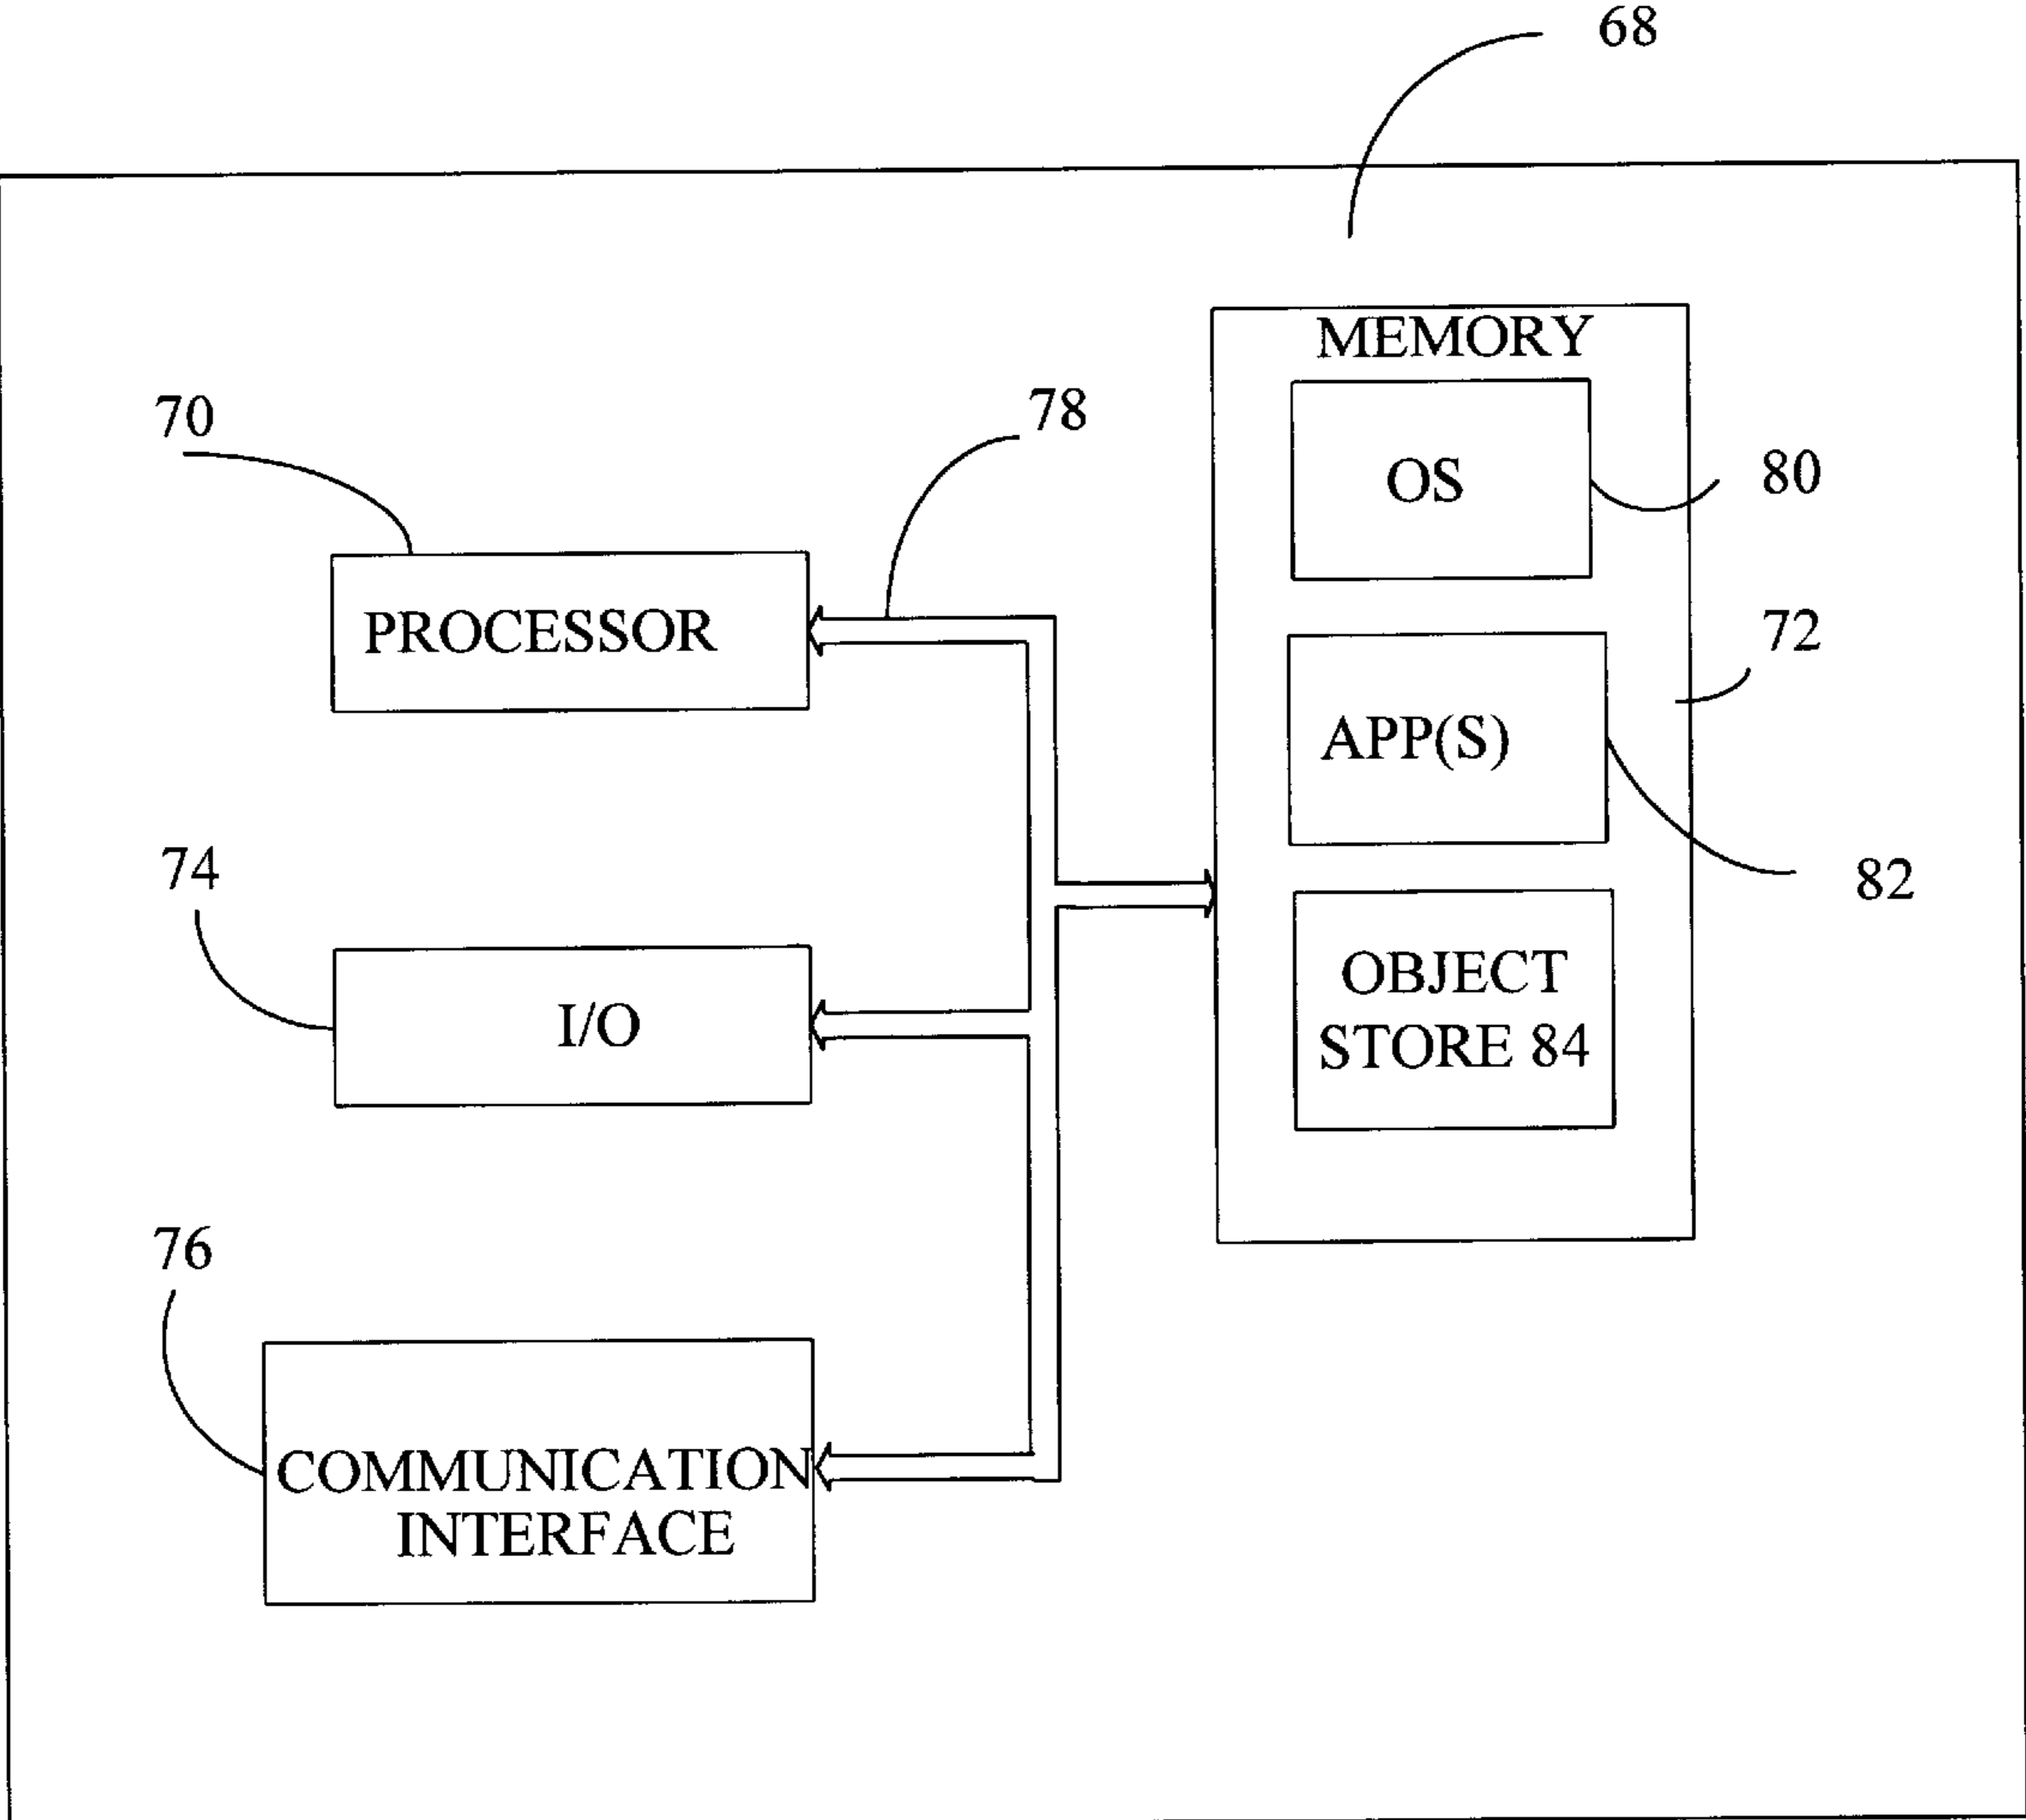 68
MEMORY
70
78
OS
80
PROCESSOR
72
APP(S)
74
82
OBJECT
STORE 84
I/O
76
COMMUNICATION
INTERFACE